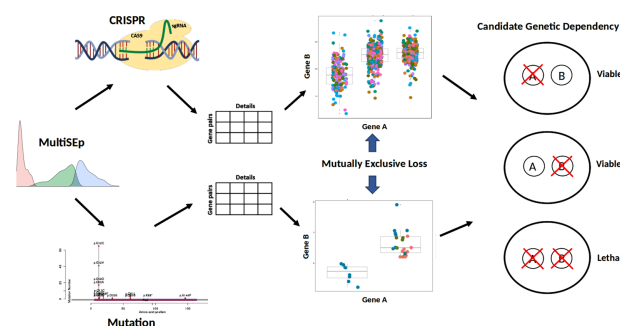 CRISPR
sgRNA
CAS9
Candidate Genetic Dependency
Gene B
A
B
Viable
Details
Gene pairs
Gene A
MultiSEp
Mutually Exclusive Loss
A
B
Viable
Details
Gene pairs
Gene B
A
B
Letha
Gene A
Mutation